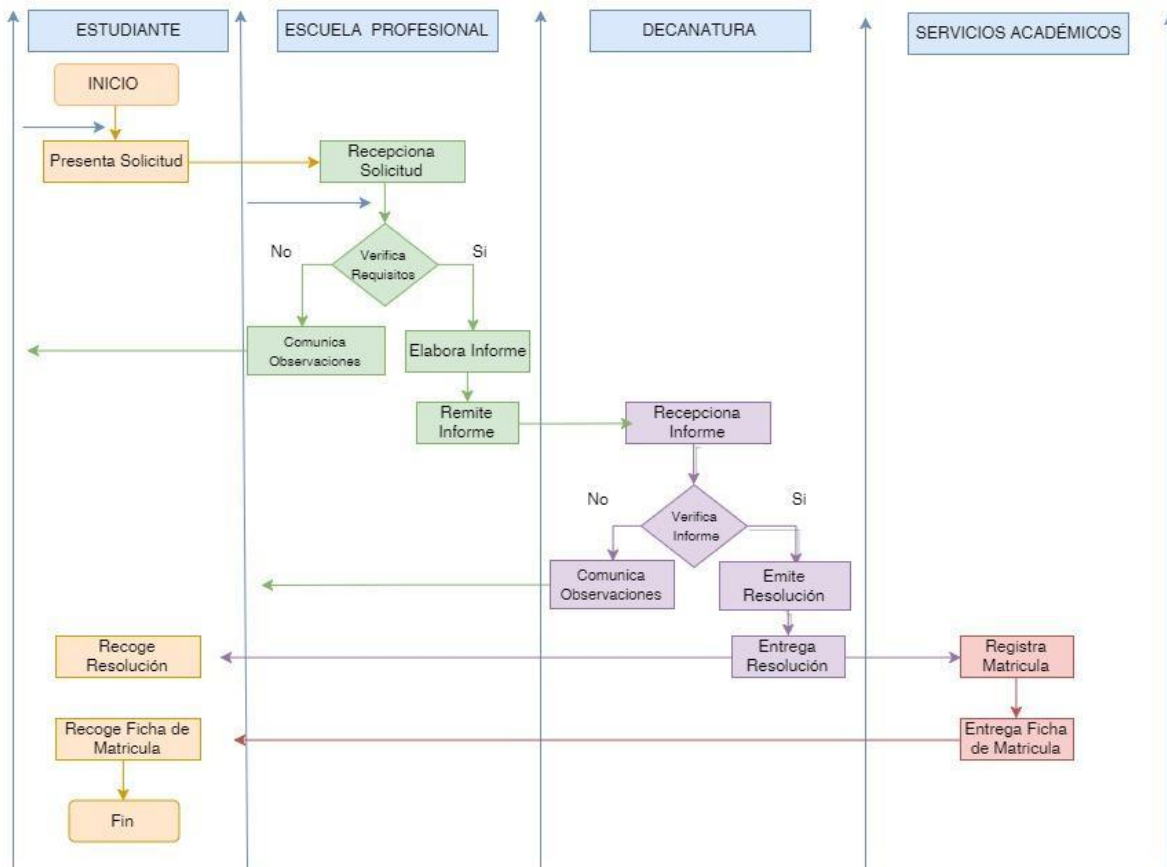 ESTUDIANTE
ESCUELA PROFESIONAL
DECANATURA
SERVICIOS ACADÉMICOS
INICIO
Presenta Solicitud
Recepciona
Solicitud
No
Si
Verifica
Requisitos
Comunica
Observaciones
Elabora Informe
Remite
Informe
Recepciona
Informe
No
Si
Verifica
Informe
Comunica
Observaciones
Emite
Resolución
Recoge
Resolución
Entrega
Resolución
Registra
Matricula
Recoge Ficha de
Matricula
Entrega Ficha
de Matricula
Fin